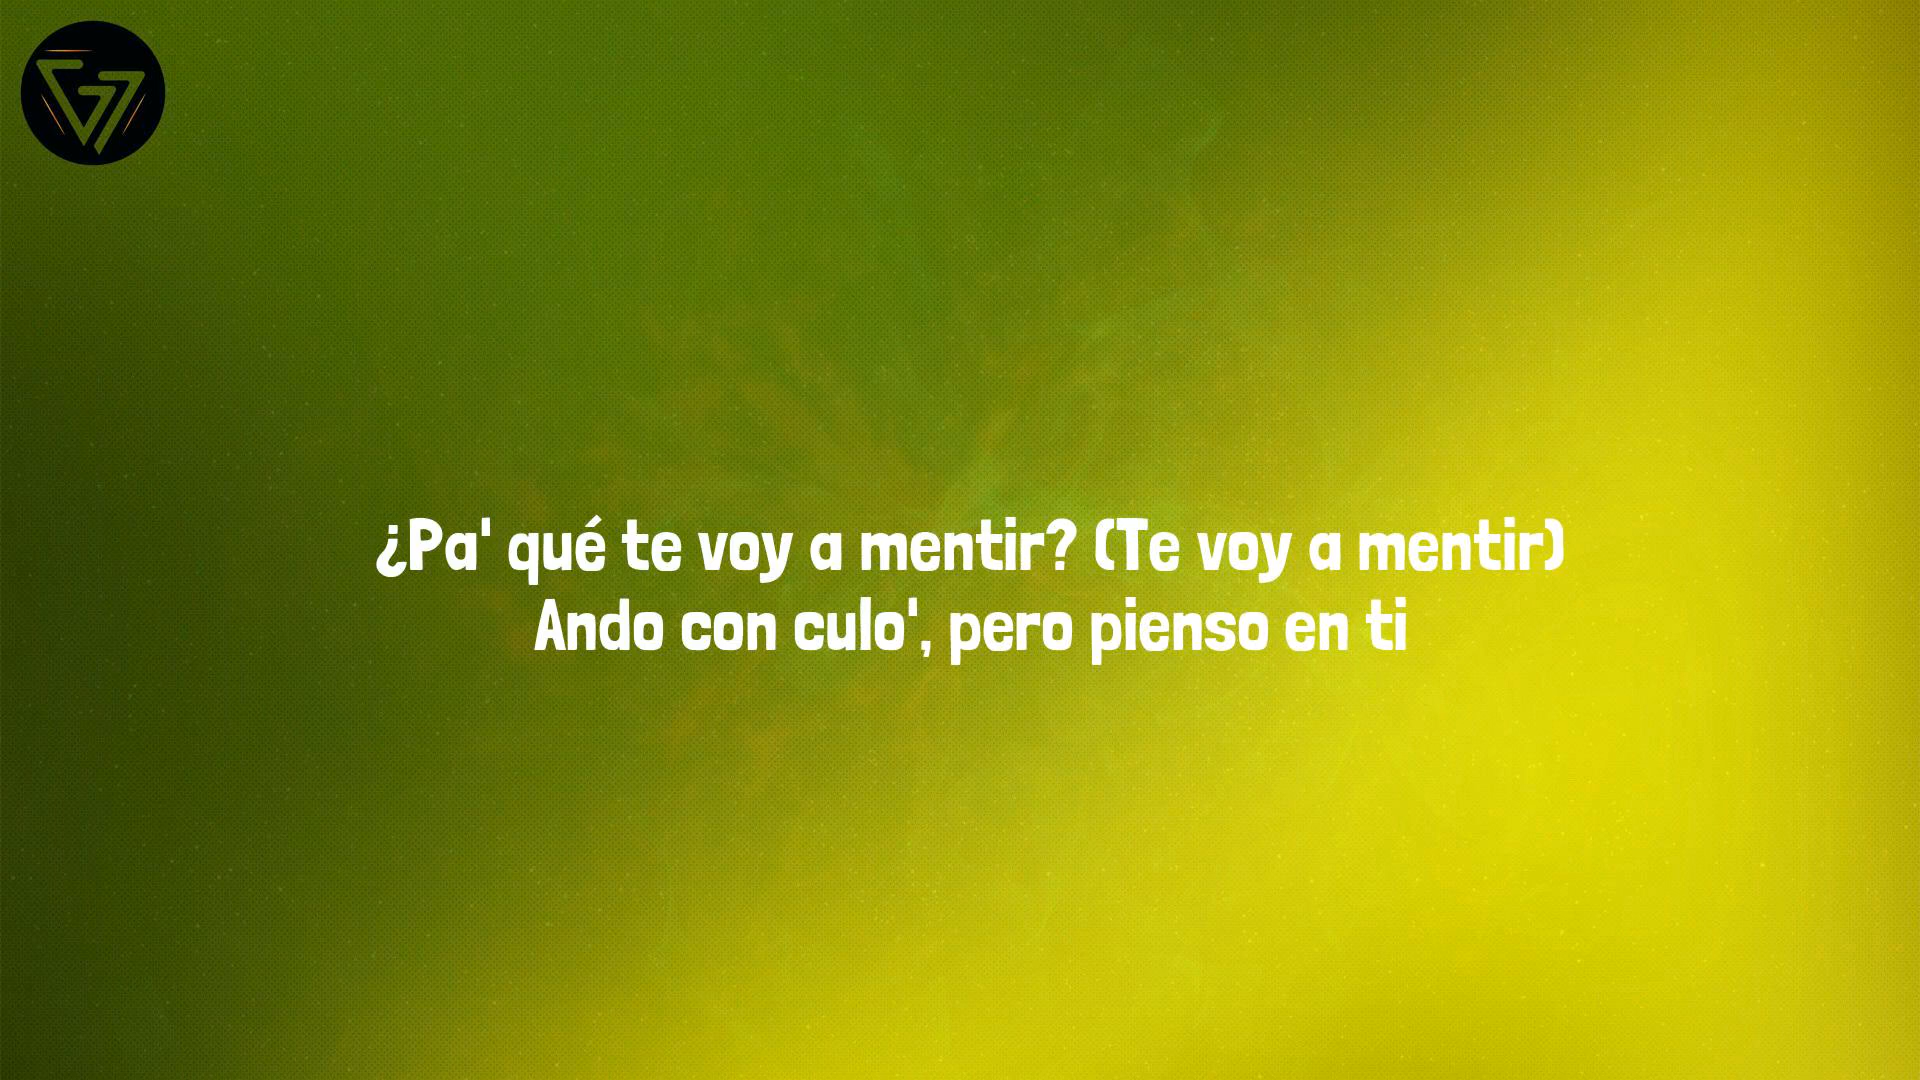 ¿Pa' qué te voy a mentir? (Te voy a mentir)
Ando con culo', pero pienso en ti